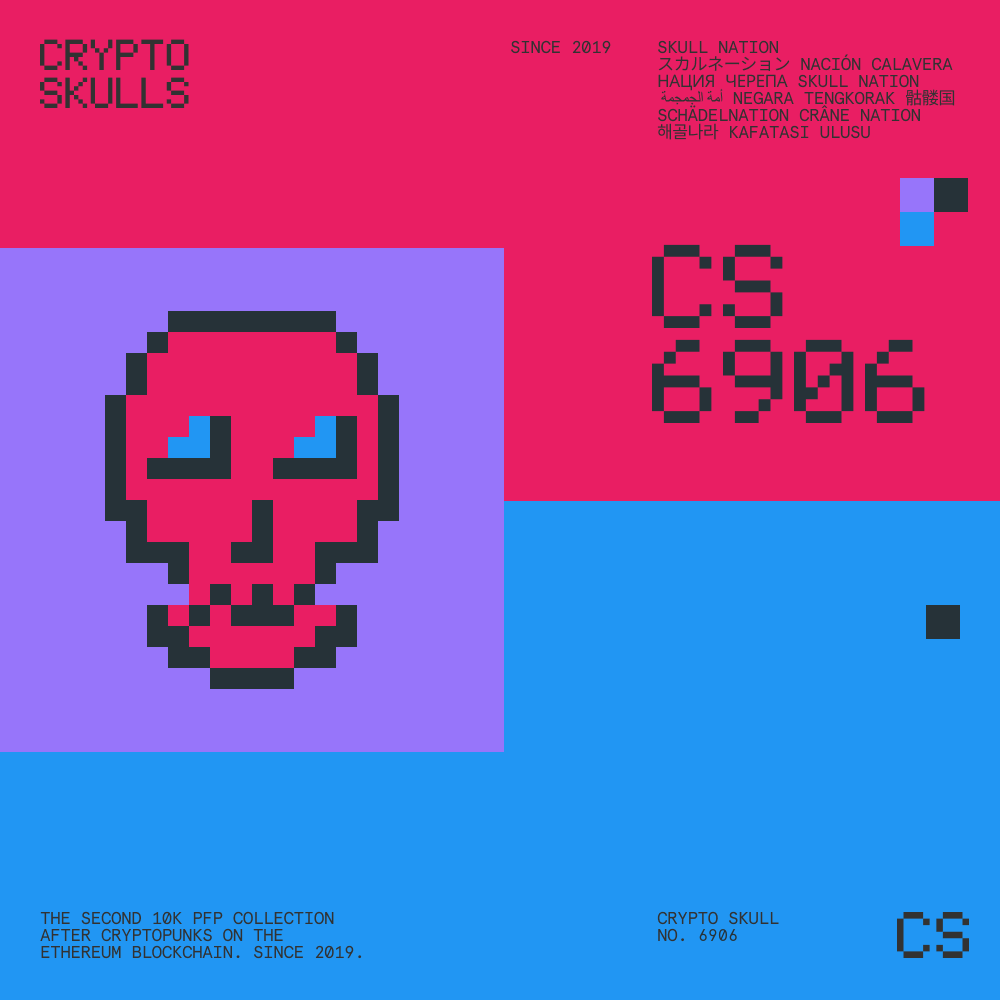 CRYPTO
SKULLS
SINCE 2019
SKULL NATION
スカルネーション NACIÓN CALAVERA
НАЦИЯ ЧЕРЕПА SKULL NATION
أمة الجمجمة NEGARA TENGKORAK 骷髅国
SCHÄDELNATION CRÂNE NATION
해골나라 KAFATASI ULUSU
CS
6906
THE SECOND 10K PFP COLLECTION
AFTER CRYPTOPUNKS ON THE
ETHEREUM BLOCKCHAIN. SINCE 2019.
CRYPTO SKULL
NO. 6906
CS